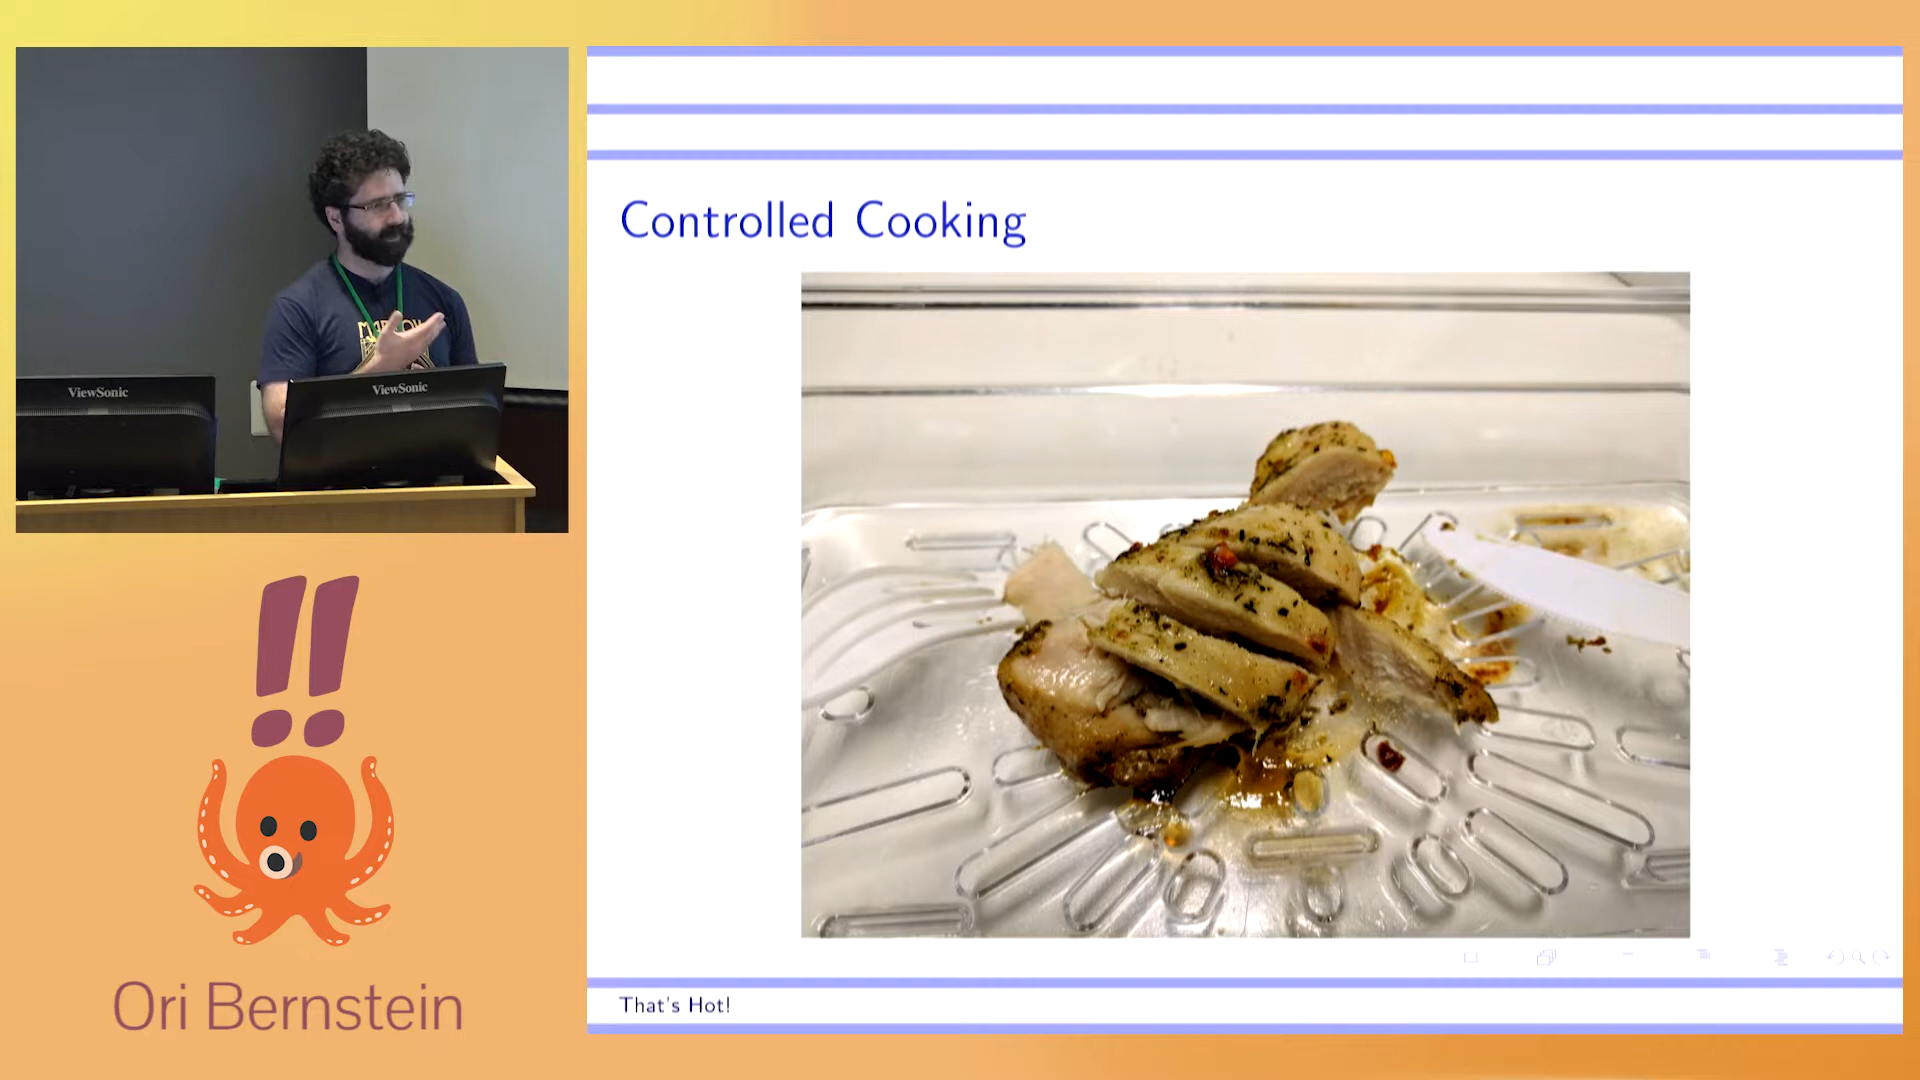 ViewSonic
ViewSonic
!!
Ori Bernstein
Controlled Cooking
That's Hot!